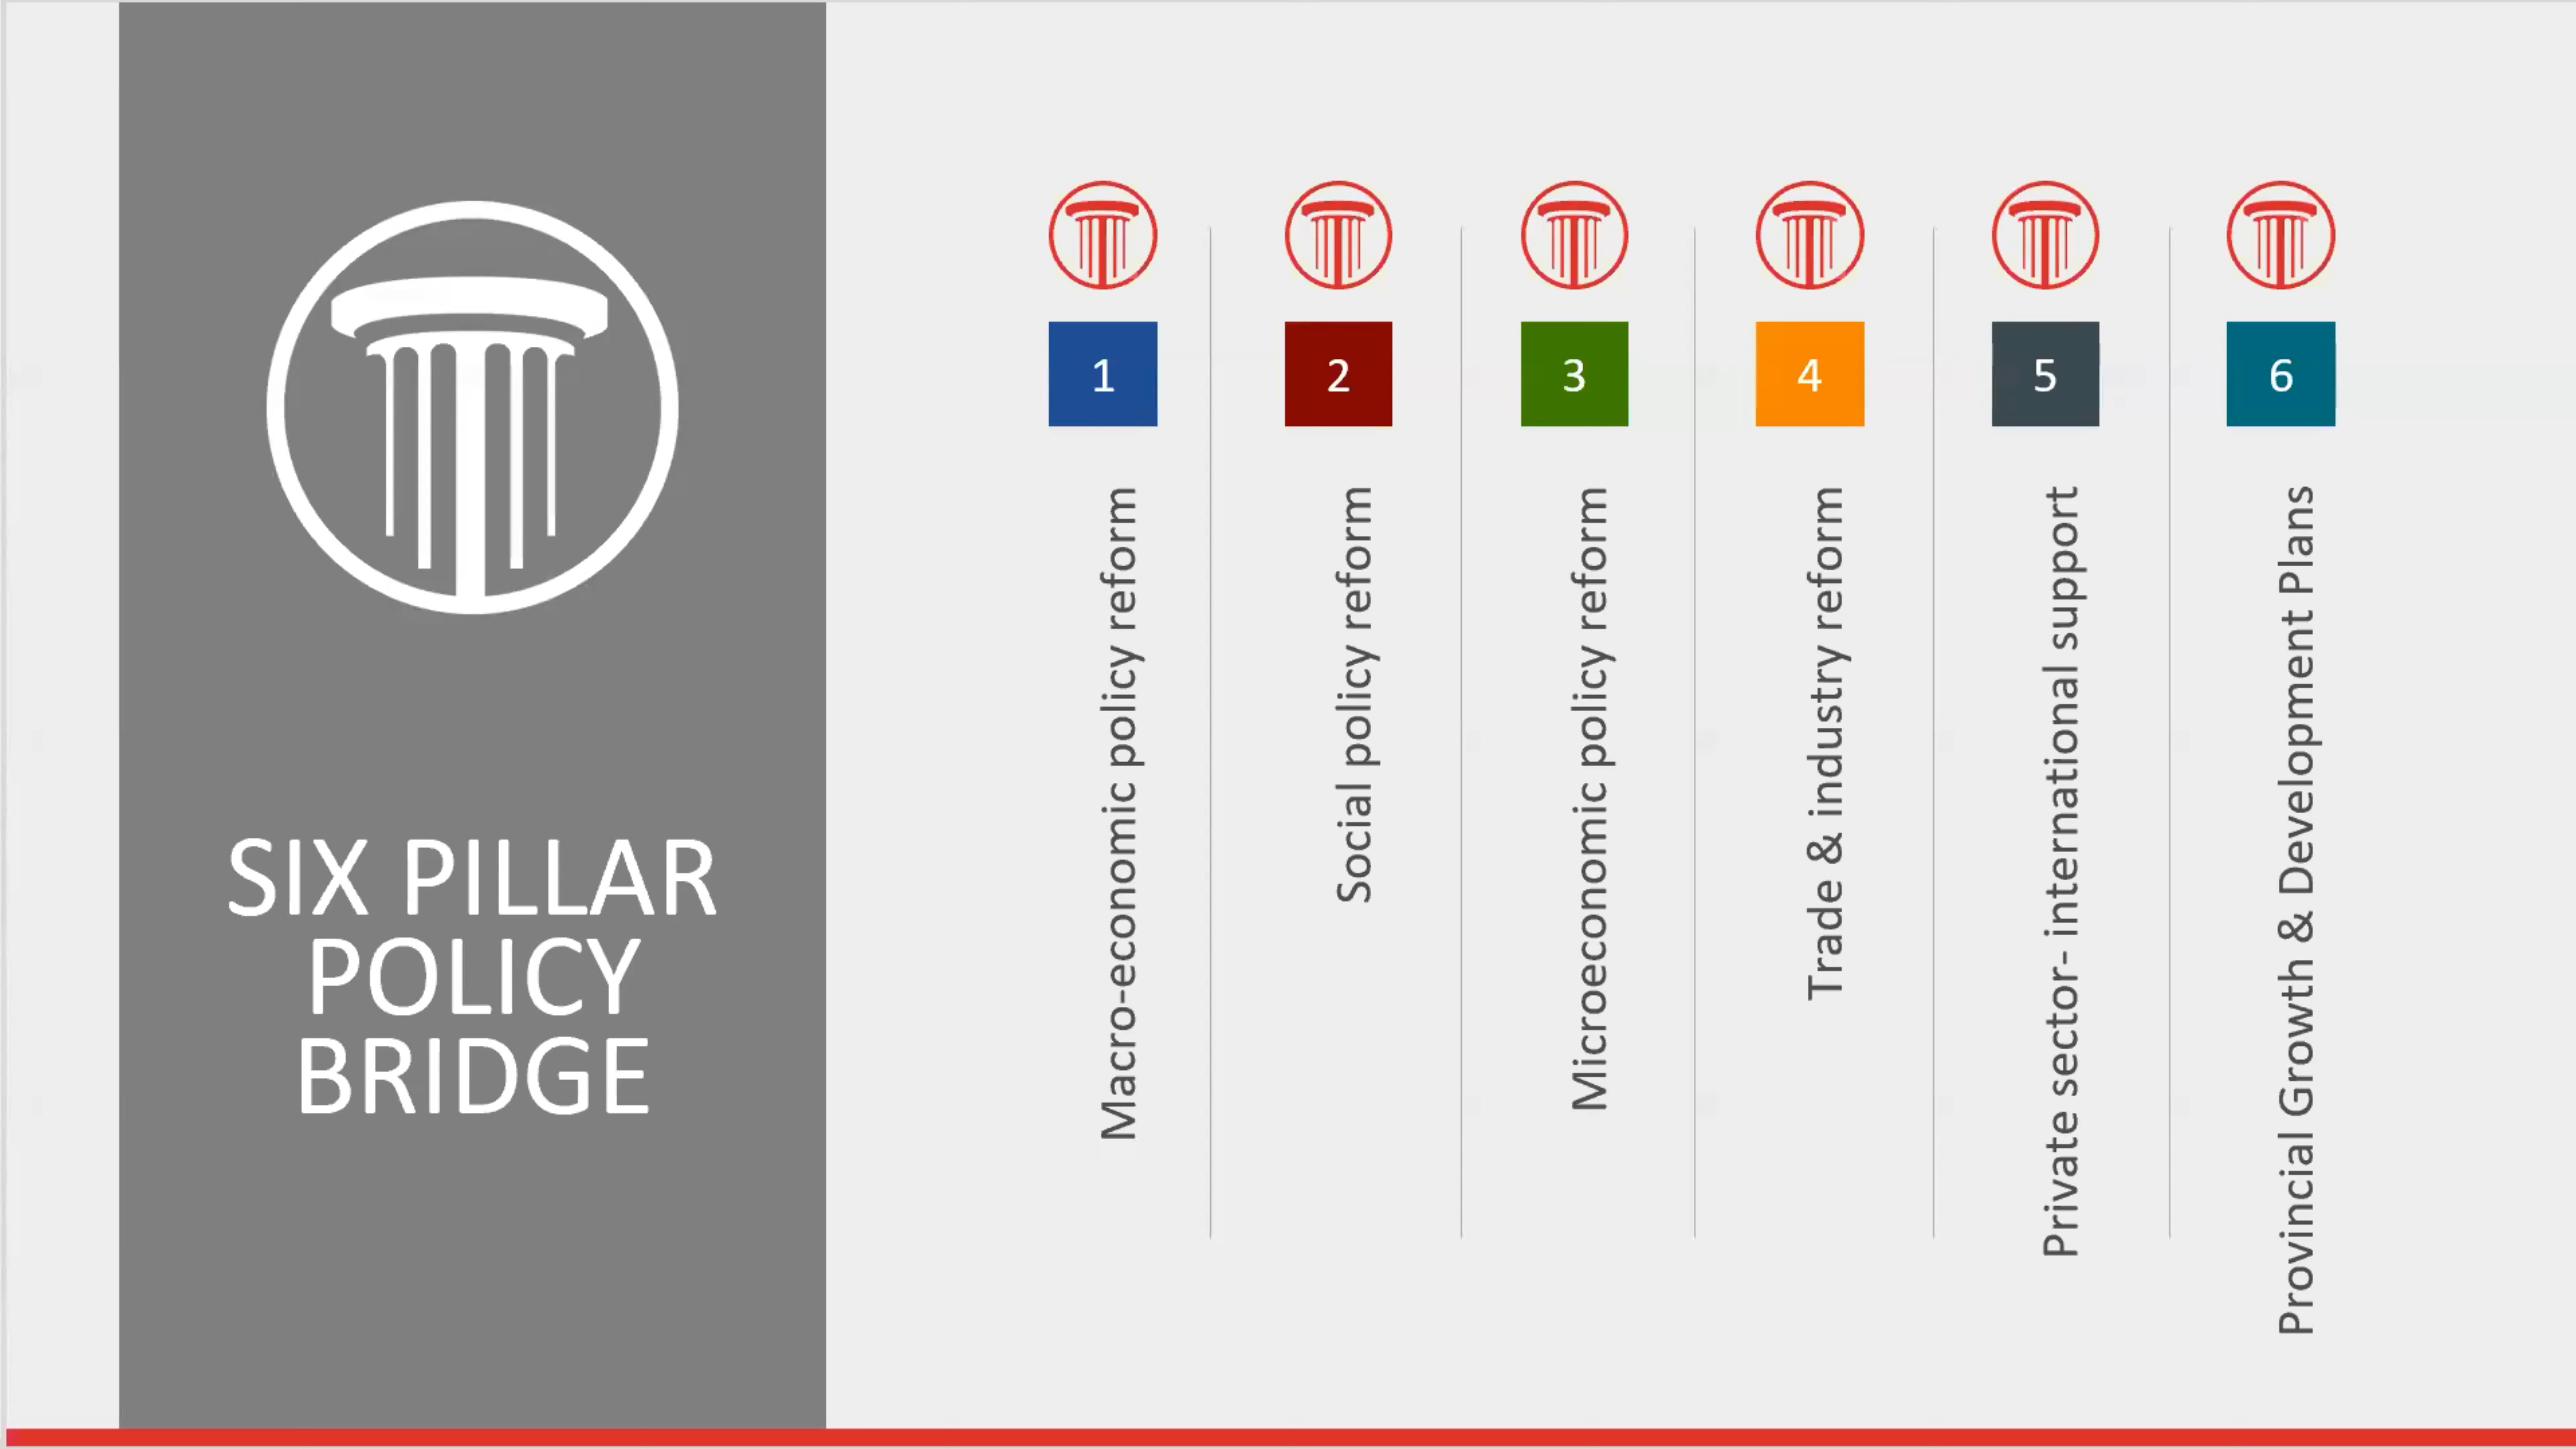 SIX PILLAR
POLICY
BRIDGE
1
Macro-economic policy reform
2
Social policy reform
3
Microeconomic policy reform
4
Trade & industry reform
5
Private sector- international support
6
Provincial Growth & Development Plans